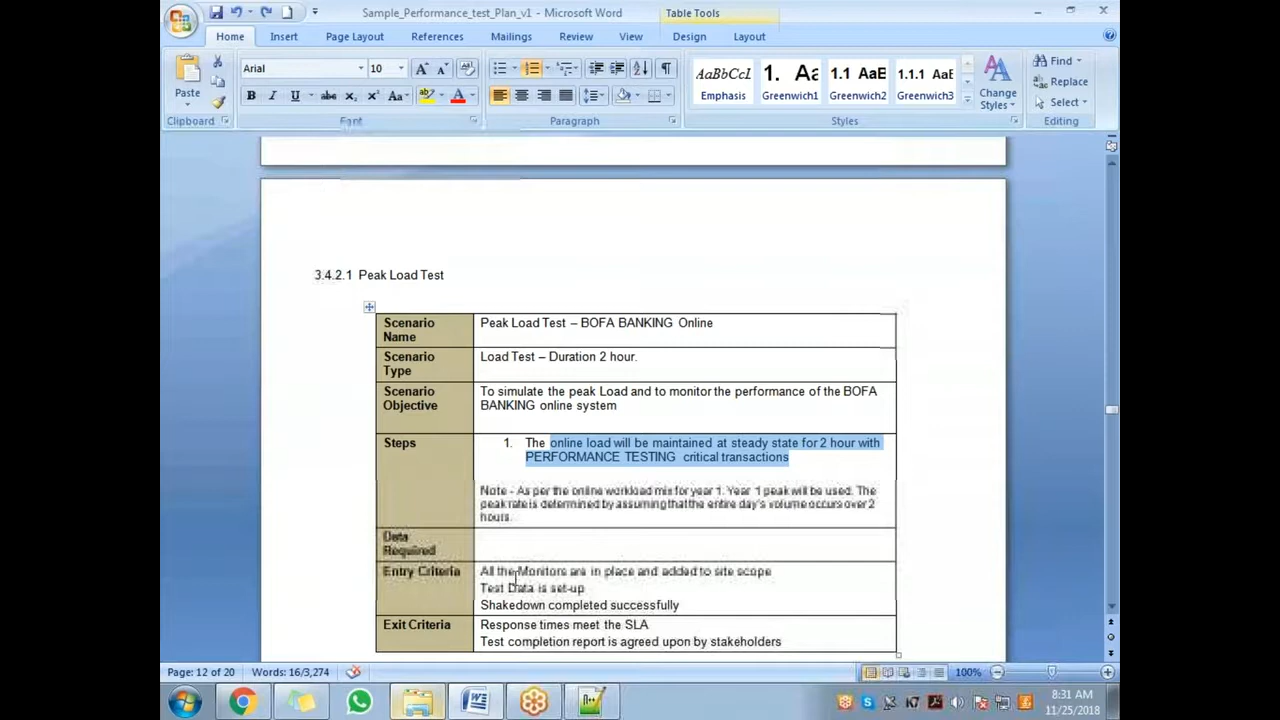 Sample_Performance_test_Plan_v1 - Microsoft Word
Table Tools
Home Insert Page Layout References Mailings Review View Design Layout
Arial 10
AaBbCcI 1. Aa 1.1 AaE 1.1.1 AaE
Find
Replace
Select
Paste
B I U abc x₂ x² Aa A
Emphasis Greenwich1 Greenwich2 Greenwich3
Change
Styles
Clipboard Font Paragraph Styles Editing
3.4.2.1 Peak Load Test
Scenario
Name
Peak Load Test – BOFA BANKING Online
Scenario
Type
Load Test – Duration 2 hour.
Scenario
Objective
To simulate the peak Load and to monitor the performance of the BOFA
BANKING online system
Steps
1. The online load will be maintained at steady state for 2 hour with
PERFORMANCE TESTING critical transactions
Note - As per the online workload mix for year 1. Year 1 peak will be used. The
peak rate is determined by assuming that the entire day's volume occurs over 2
hours.
Data
Required
Entry Criteria
All the Monitors are in place and added to site scope
Test Data is set-up
Shakedown completed successfully
Exit Criteria
Response times meet the SLA
Test completion report is agreed upon by stakeholders
Page: 12 of 20 Words: 16/3,274 100%
8:31 AM
11/25/2018